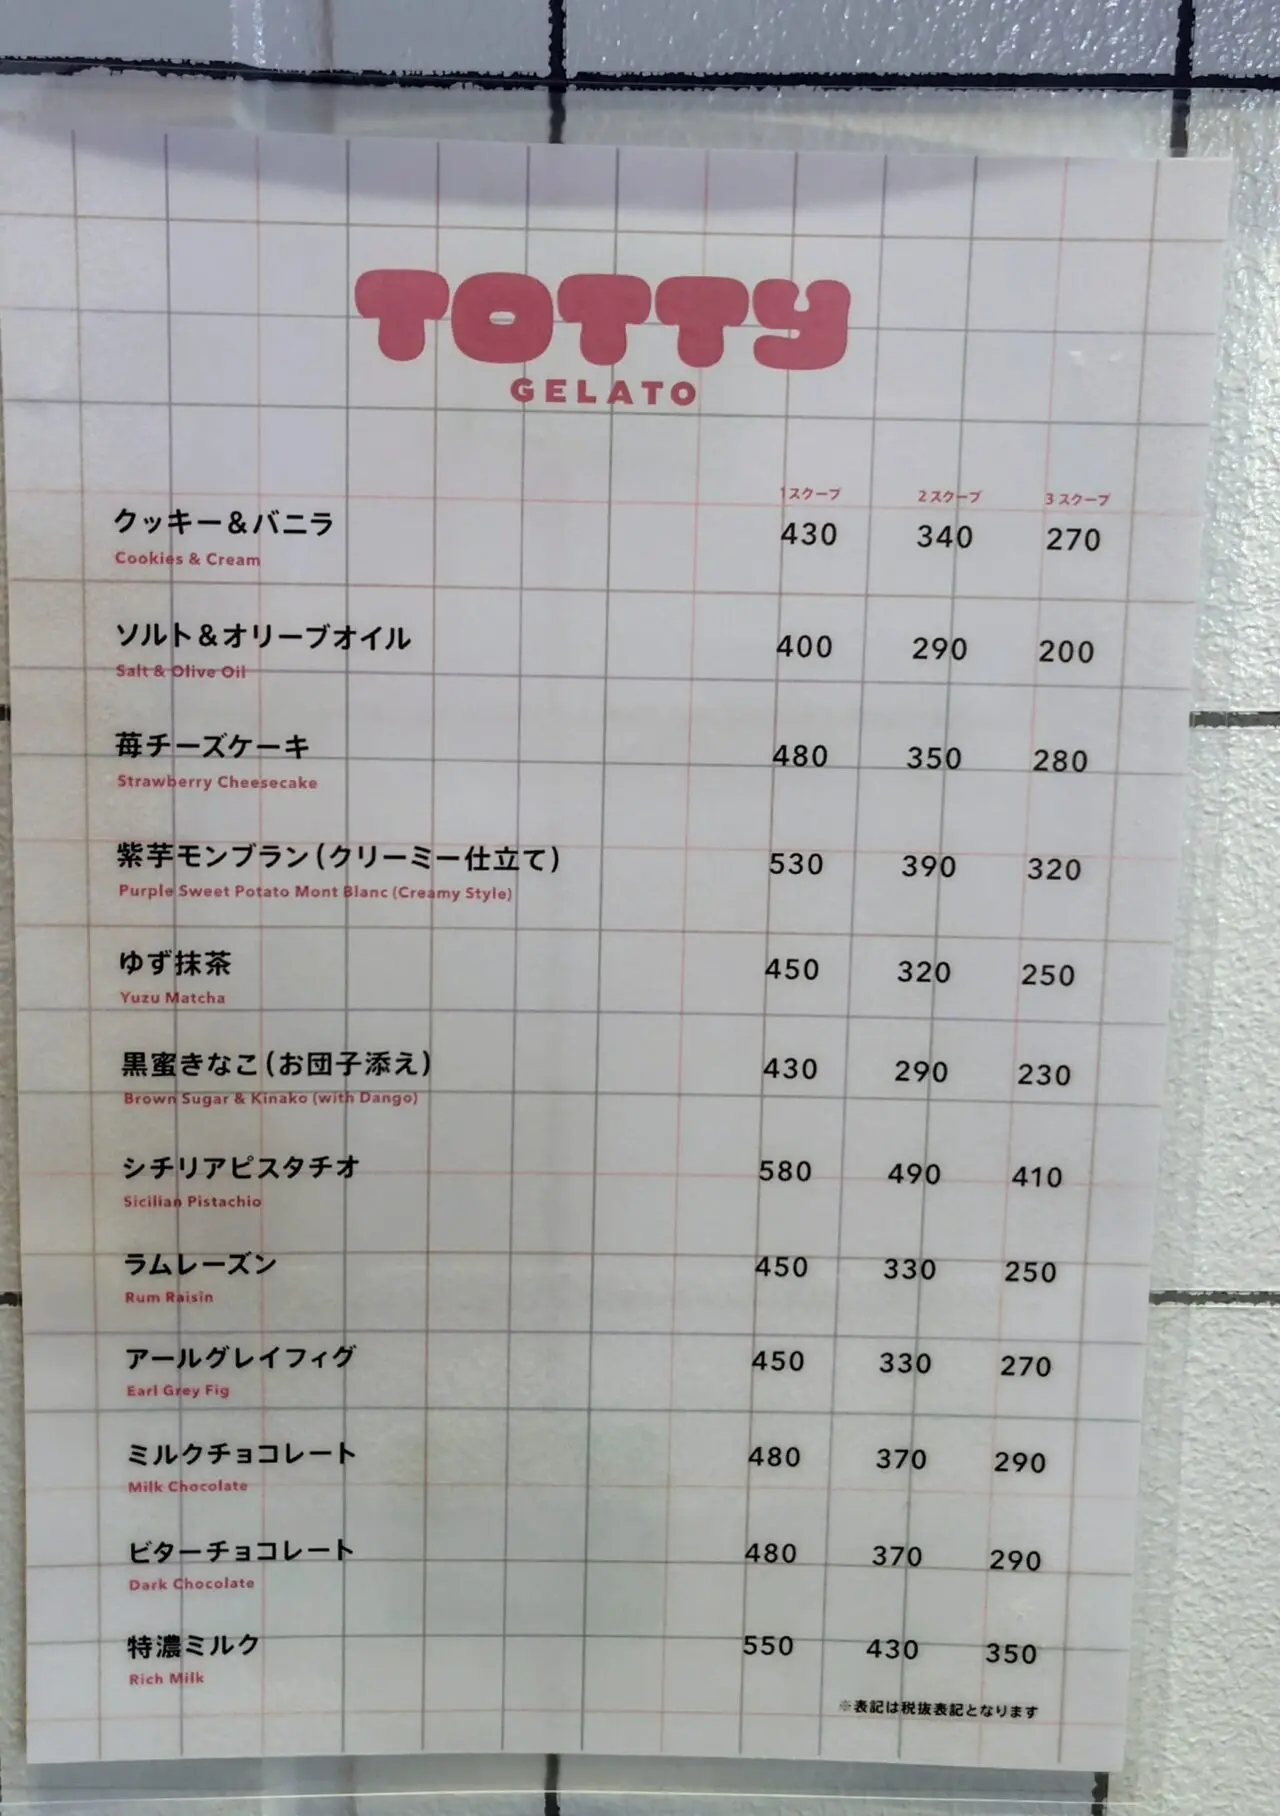 TOTTY
GELATO
1スクープ 2スクープ 3スクープ
クッキー&バニラ 430 340 270
Cookies & Cream
ソルト&オリーブオイル 400 290 200
Salt & Olive Oil
苺チーズケーキ 480 350 280
Strawberry Cheesecake
紫芋モンブラン(クリーミー仕立て) 530 390 320
Purple Sweet Potato Mont Blanc (Creamy Style)
ゆず抹茶 450 320 250
Yuzu Matcha
黒蜜きなこ(お団子添え) 430 290 230
Brown Sugar & Kinako (with Dango)
シチリアピスタチオ 580 490 410
Sicilian Pistachio
ラムレーズン 450 330 250
Rum Raisin
アールグレイフィグ 450 330 270
Earl Grey Fig
ミルクチョコレート 480 370 290
Milk Chocolate
ビターチョコレート 480 370 290
Dark Chocolate
特濃ミルク 550 430 350
Rich Milk
※表記は税抜表記となります